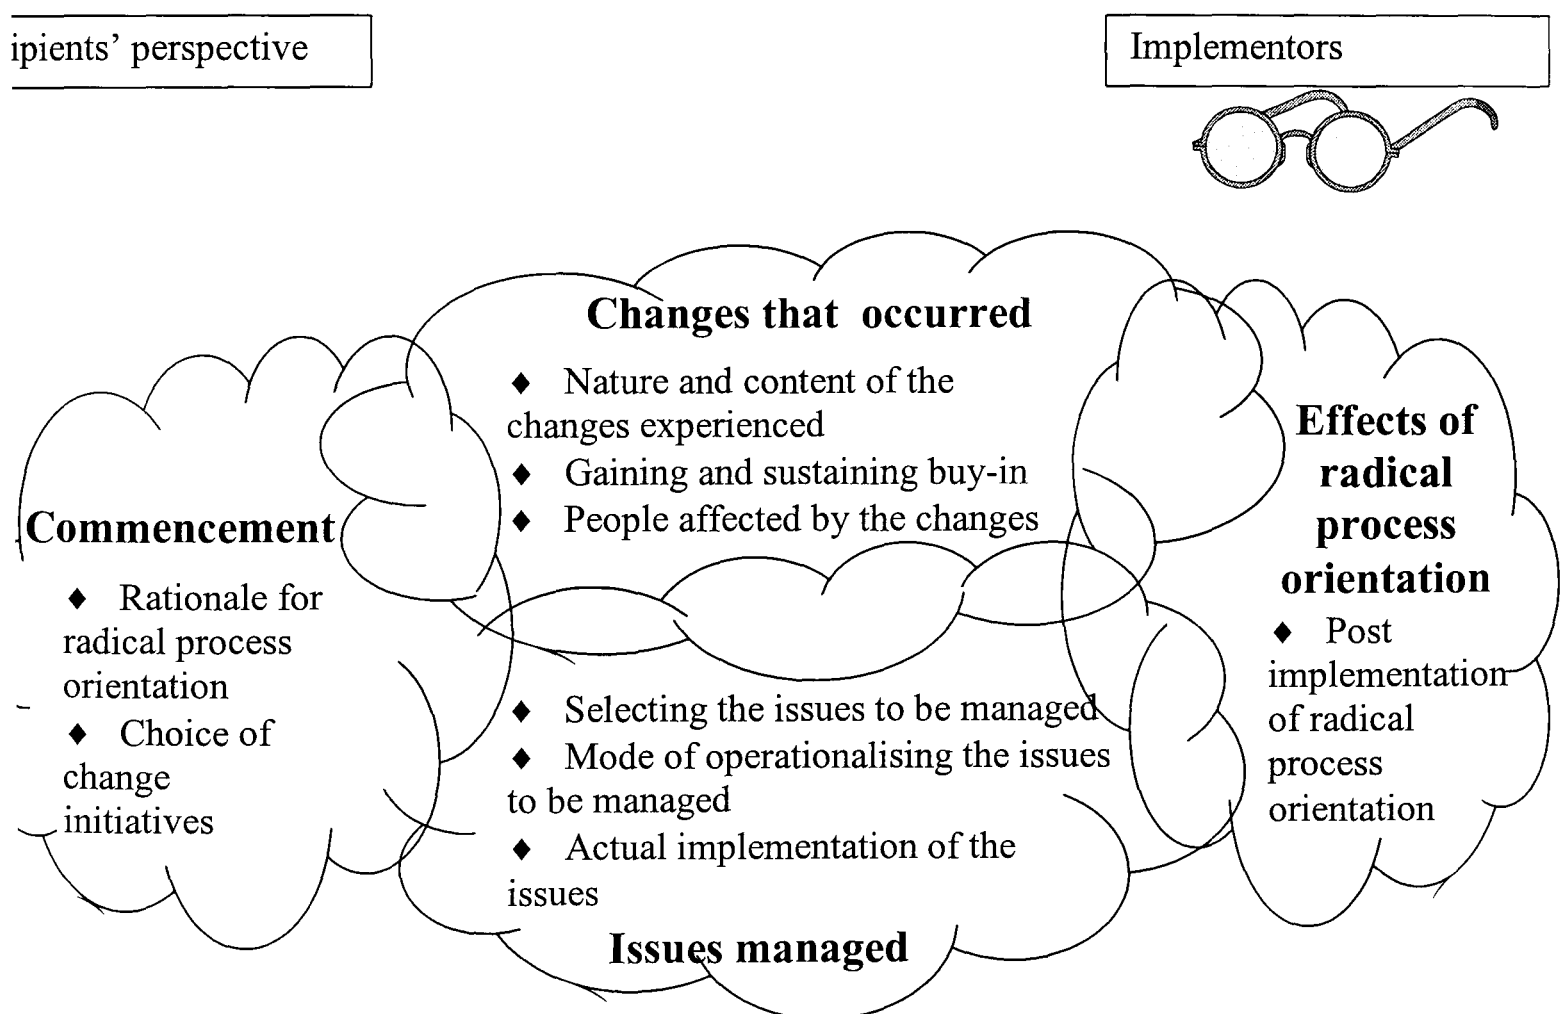 ipients’ perspective
Implementors
Changes that occurred
♦ Nature and content of the
changes experienced
♦ Gaining and sustaining buy-in
♦ People affected by the changes
Commencement
♦ Rationale for
radical process
orientation
♦ Choice of
change
initiatives
♦ Selecting the issues to be managed
♦ Mode of operationalising the issues
to be managed
♦ Actual implementation of the
issues
Issues managed
Effects of
radical
process
orientation
♦ Post
implementation
of radical
process
orientation